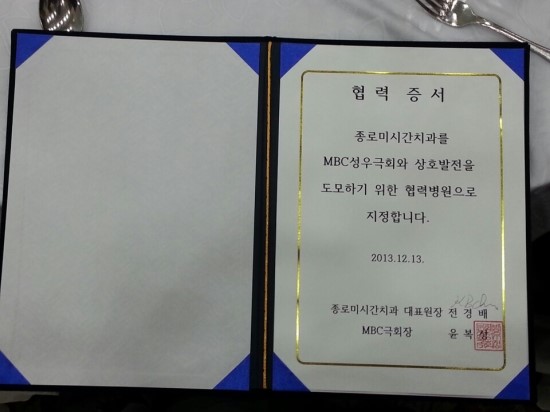 협 력 증 서
종로미시간치과를
MBC성우극회와 상호발전을
도모하기 위한 협력병원으로
지정합니다.
2013.12.13.
종로미시간치과 대표원장 전 경 배
MBC극회장 윤 복 성